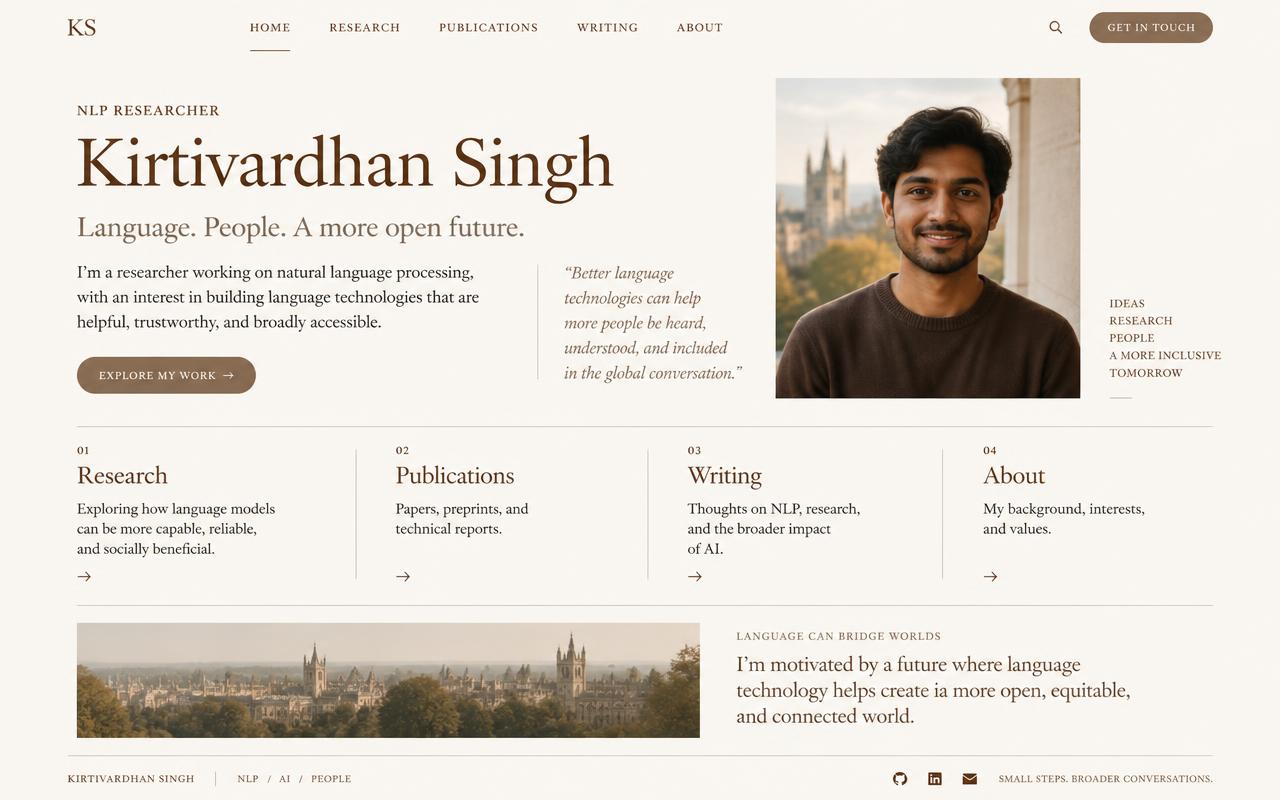 KS
HOME
RESEARCH
PUBLICATIONS
WRITING
ABOUT
GET IN TOUCH
NLP RESEARCHER
Kirtivardhan Singh
Language. People. A more open future.
I’m a researcher working on natural language processing,
with an interest in building language technologies that are
helpful, trustworthy, and broadly accessible.
EXPLORE MY WORK →
“Better language
technologies can help
more people be heard,
understood, and included
in the global conversation.”
IDEAS
RESEARCH
PEOPLE
A MORE INCLUSIVE
TOMORROW
01
Research
Exploring how language models
can be more capable, reliable,
and socially beneficial.
→
02
Publications
Papers, preprints, and
technical reports.
→
03
Writing
Thoughts on NLP, research,
and the broader impact
of AI.
→
04
About
My background, interests,
and values.
→
LANGUAGE CAN BRIDGE WORLDS
I’m motivated by a future where language
technology helps create ia more open, equitable,
and connected world.
KIRTIVARDHAN SINGH
NLP / AI / PEOPLE
SMALL STEPS. BROADER CONVERSATIONS.